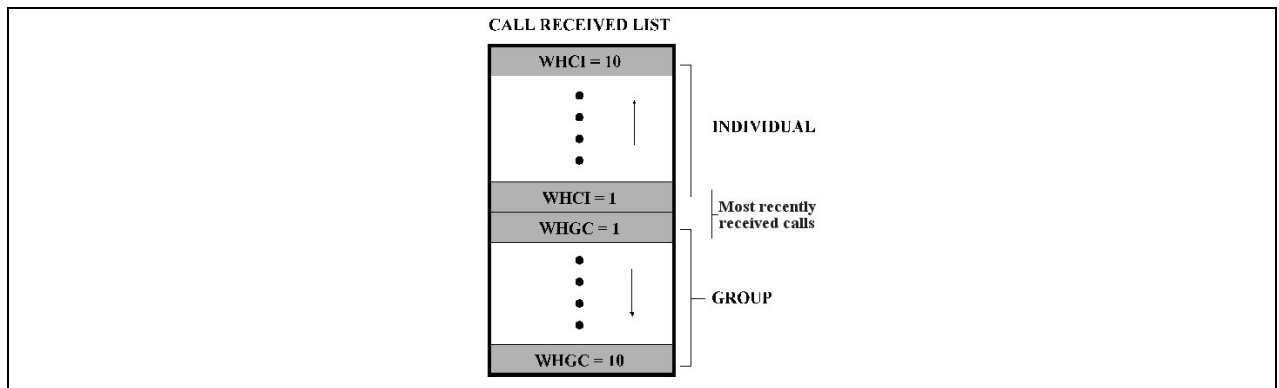 CALL RECEIVED LIST
WHCI = 10
INDIVIDUAL
WHCI = 1
Most recently
received calls
WHGC = 1
GROUP
WHGC = 10